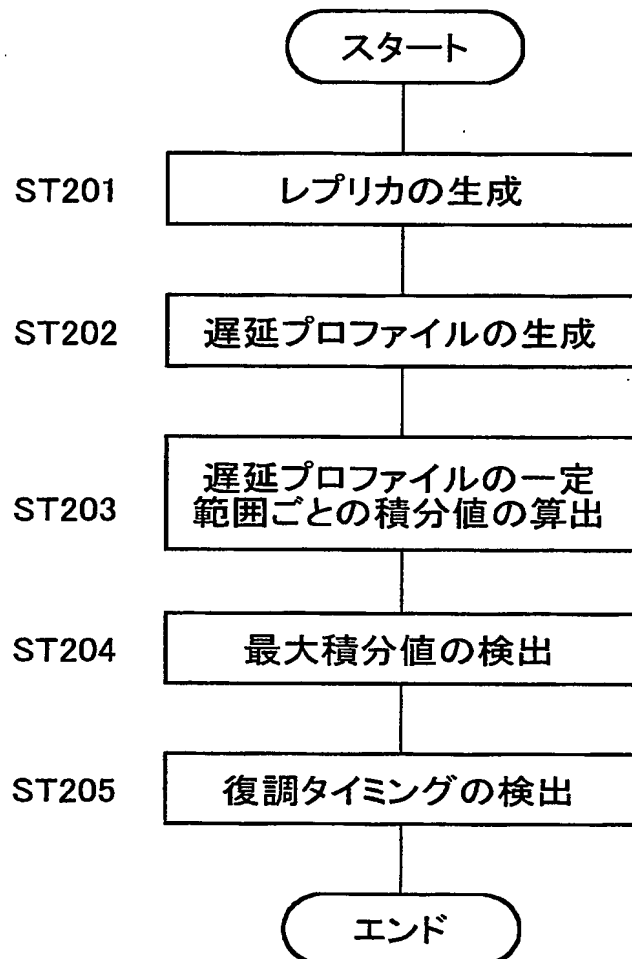 スタート
ST201
レプリカの生成
ST202
遅延プロファイルの生成
ST203
遅延プロファイルの一定
範囲ごとの積分値の算出
ST204
最大積分値の検出
ST205
復調タイミングの検出
エンド